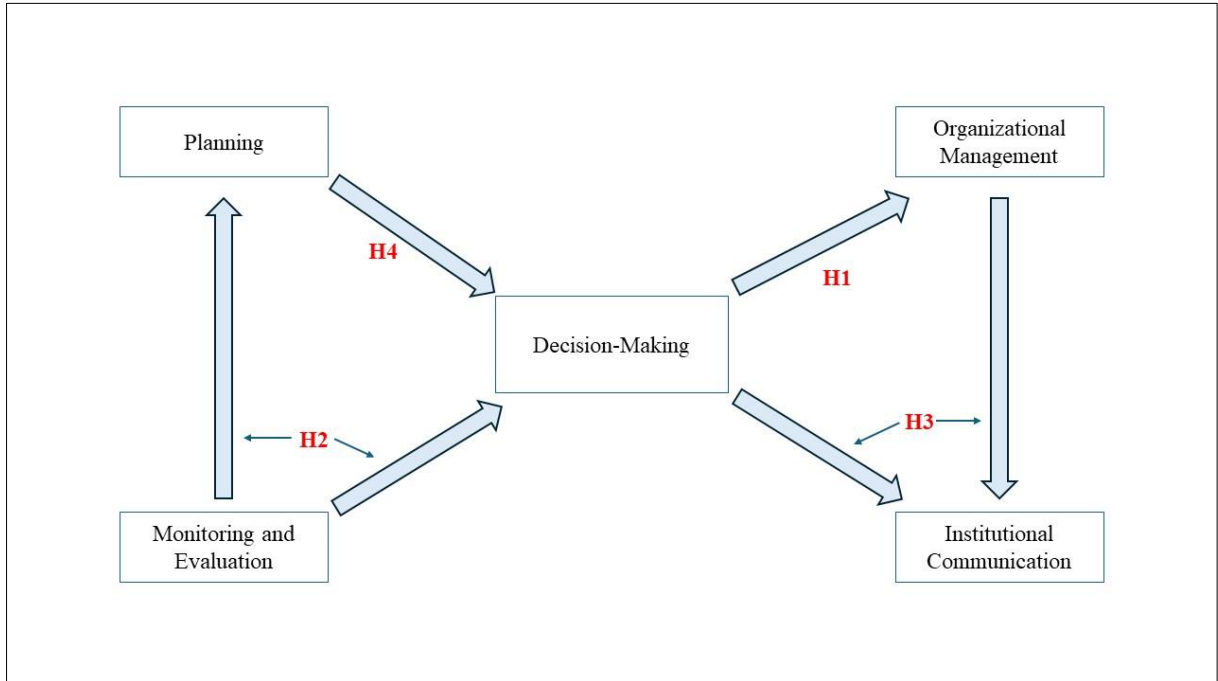 Planning
Organizational
Management
H4
H1
Decision-Making
H2
H3
Monitoring and
Evaluation
Institutional
Communication